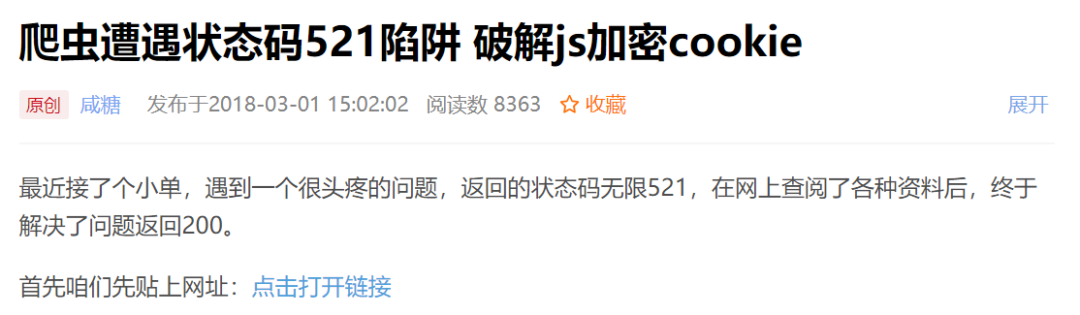 爬虫遭遇状态码521陷阱 破解js加密cookie
原创 咸糖 发布于2018-03-01 15:02:02 阅读数 8363 收藏 展开
最近接了个小单，遇到一个很头疼的问题，返回的状态码无限521，在网上查阅了各种资料后，终于
解决了问题返回200。
首先咱们先贴上网址：点击打开链接